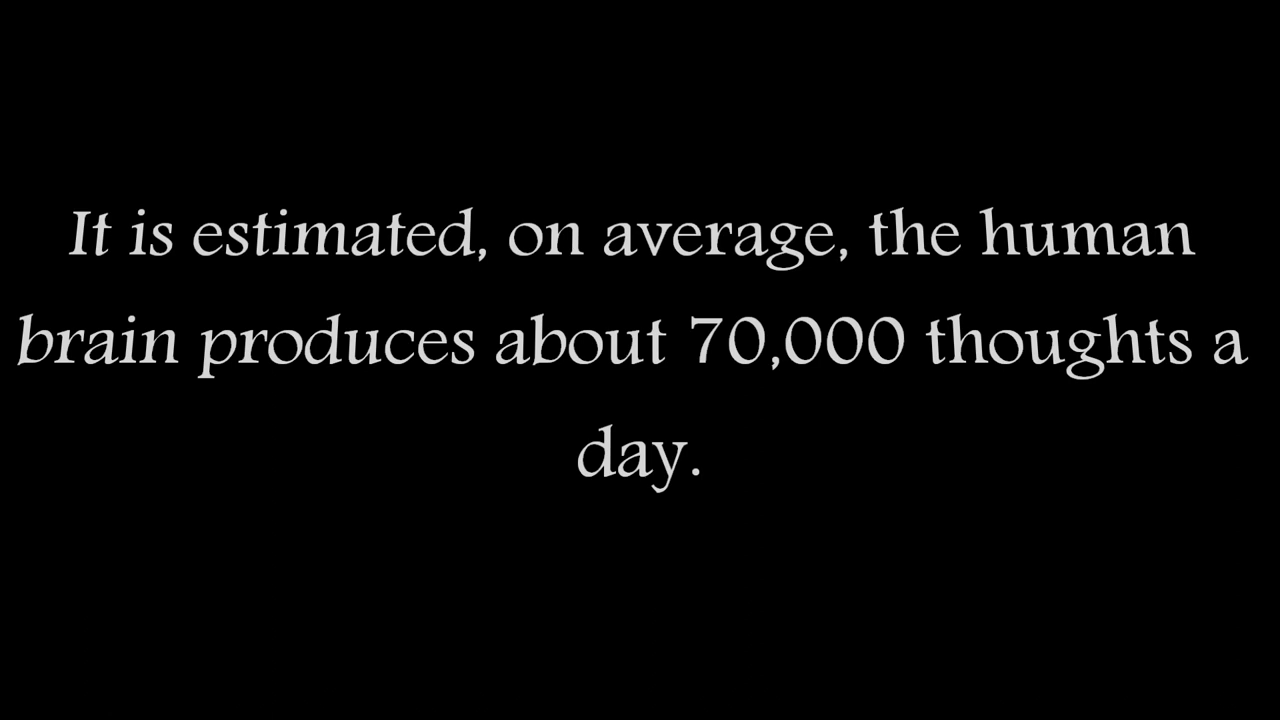 It is estimated, on average, the human
brain produces about 70,000 thoughts a
day.